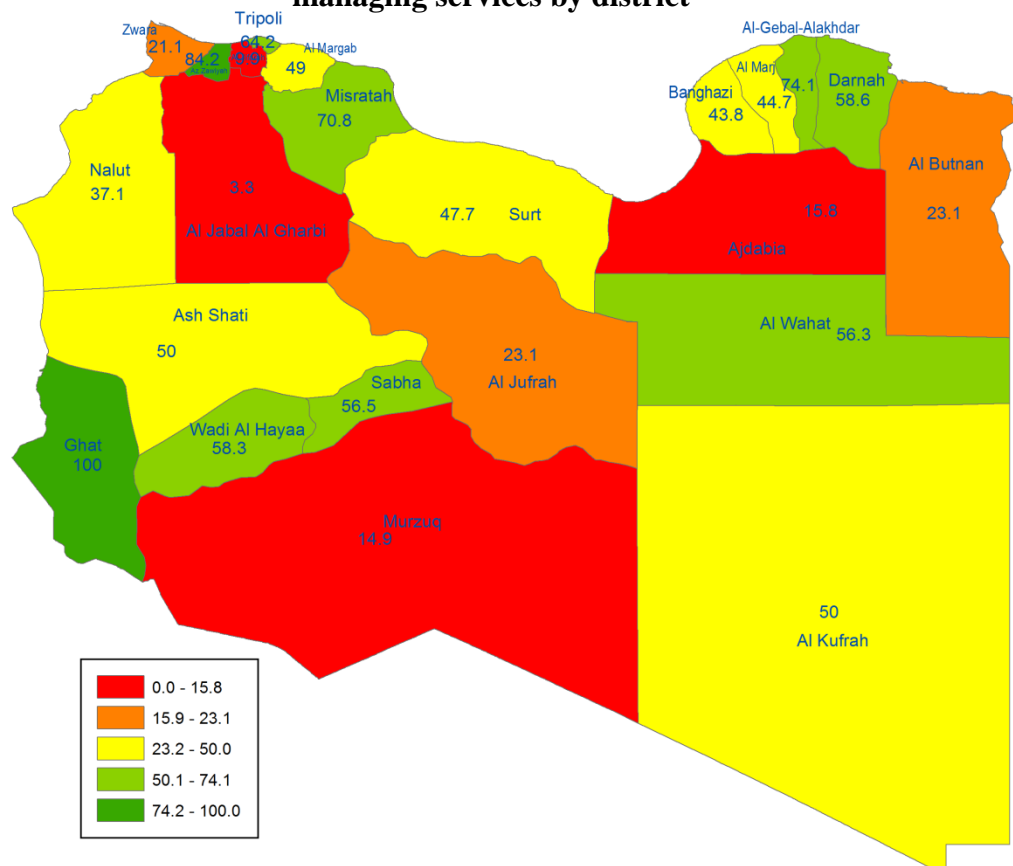 managing services by district
Tripoli
Zwara
21.1
64.2
84.2
9.9
Az Zawiyah
Al Margab
49
Misratah
70.8
Al-Gebal-Alakhdar
Al Marj
44.7
74.1
Darnah
58.6
Banghazi
43.8
Al Butnan
23.1
Nalut
37.1
3.3
Al Jabal Al Gharbi
47.7 Surt
15.8
Ajdabia
Ash Shati
50
Al Wahat 56.3
23.1
Al Jufrah
Sabha
56.5
Wadi Al Hayaa
58.3
Ghat
100
Murzuq
14.9
50
Al Kufrah
0.0 - 15.8
15.9 - 23.1
23.2 - 50.0
50.1 - 74.1
74.2 - 100.0